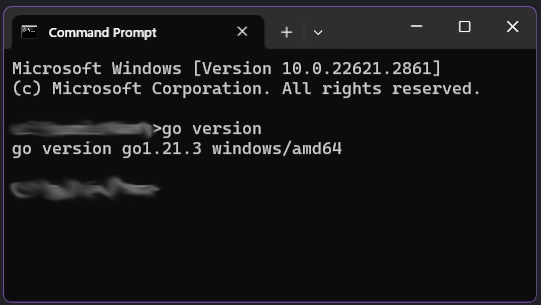 Command Prompt
Microsoft Windows [Version 10.0.22621.2861]
(c) Microsoft Corporation. All rights reserved.
>go version
go version go1.21.3 windows/amd64